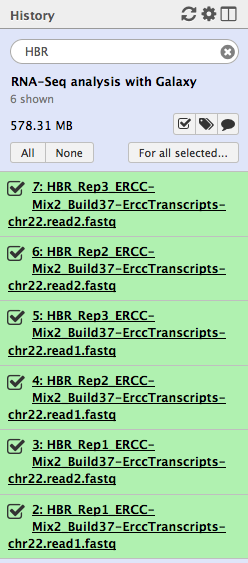 History
HBR
RNA-Seq analysis with Galaxy
6 shown
578.31 MB
All None For all selected...
7: HBR_Rep3_ERCC-
Mix2_Build37-ErccTranscripts-
chr22.read2.fastq
6: HBR_Rep2_ERCC-
Mix2_Build37-ErccTranscripts-
chr22.read2.fastq
5: HBR_Rep3_ERCC-
Mix2_Build37-ErccTranscripts-
chr22.read1.fastq
4: HBR_Rep2_ERCC-
Mix2_Build37-ErccTranscripts-
chr22.read1.fastq
3: HBR_Rep1_ERCC-
Mix2_Build37-ErccTranscripts-
chr22.read2.fastq
2: HBR_Rep1_ERCC-
Mix2_Build37-ErccTranscripts-
chr22.read1.fastq